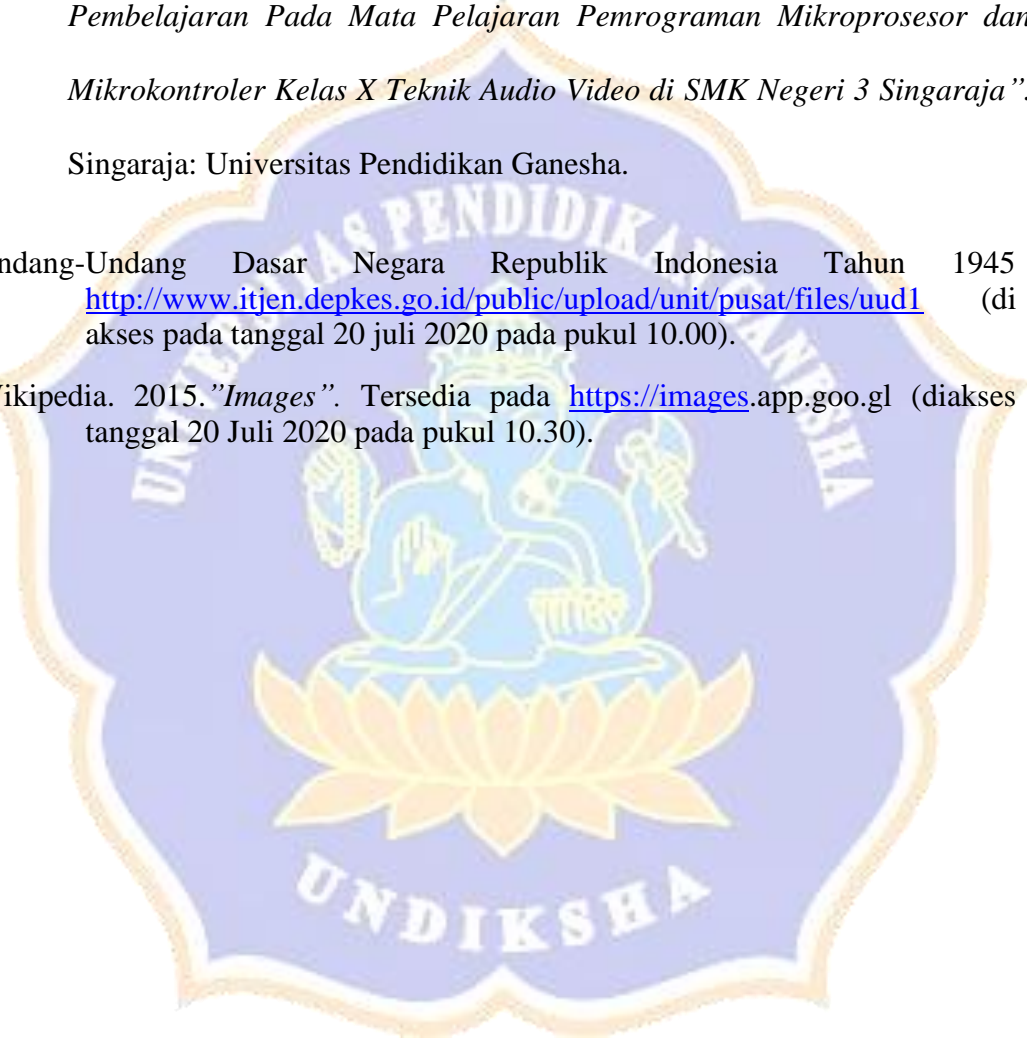 Pembelajaran Pada Mata Pelajaran Pemrograman Mikroprosesor dan
Mikrokontroler Kelas X Teknik Audio Video di SMK Negeri 3 Singaraja”.
Singaraja: Universitas Pendidikan Ganesha.
ndang-Undang Dasar Negara Republik Indonesia Tahun 1945
http://www.itjen.depkes.go.id/public/upload/unit/pusat/files/uud1 (di
akses pada tanggal 20 juli 2020 pada pukul 10.00).
ikipedia. 2015.”Images”. Tersedia pada https://images.app.goo.gl (diakses
tanggal 20 Juli 2020 pada pukul 10.30).
UNIVERSITAS PENDIDIKAN GANESHA
UNDIKSHA